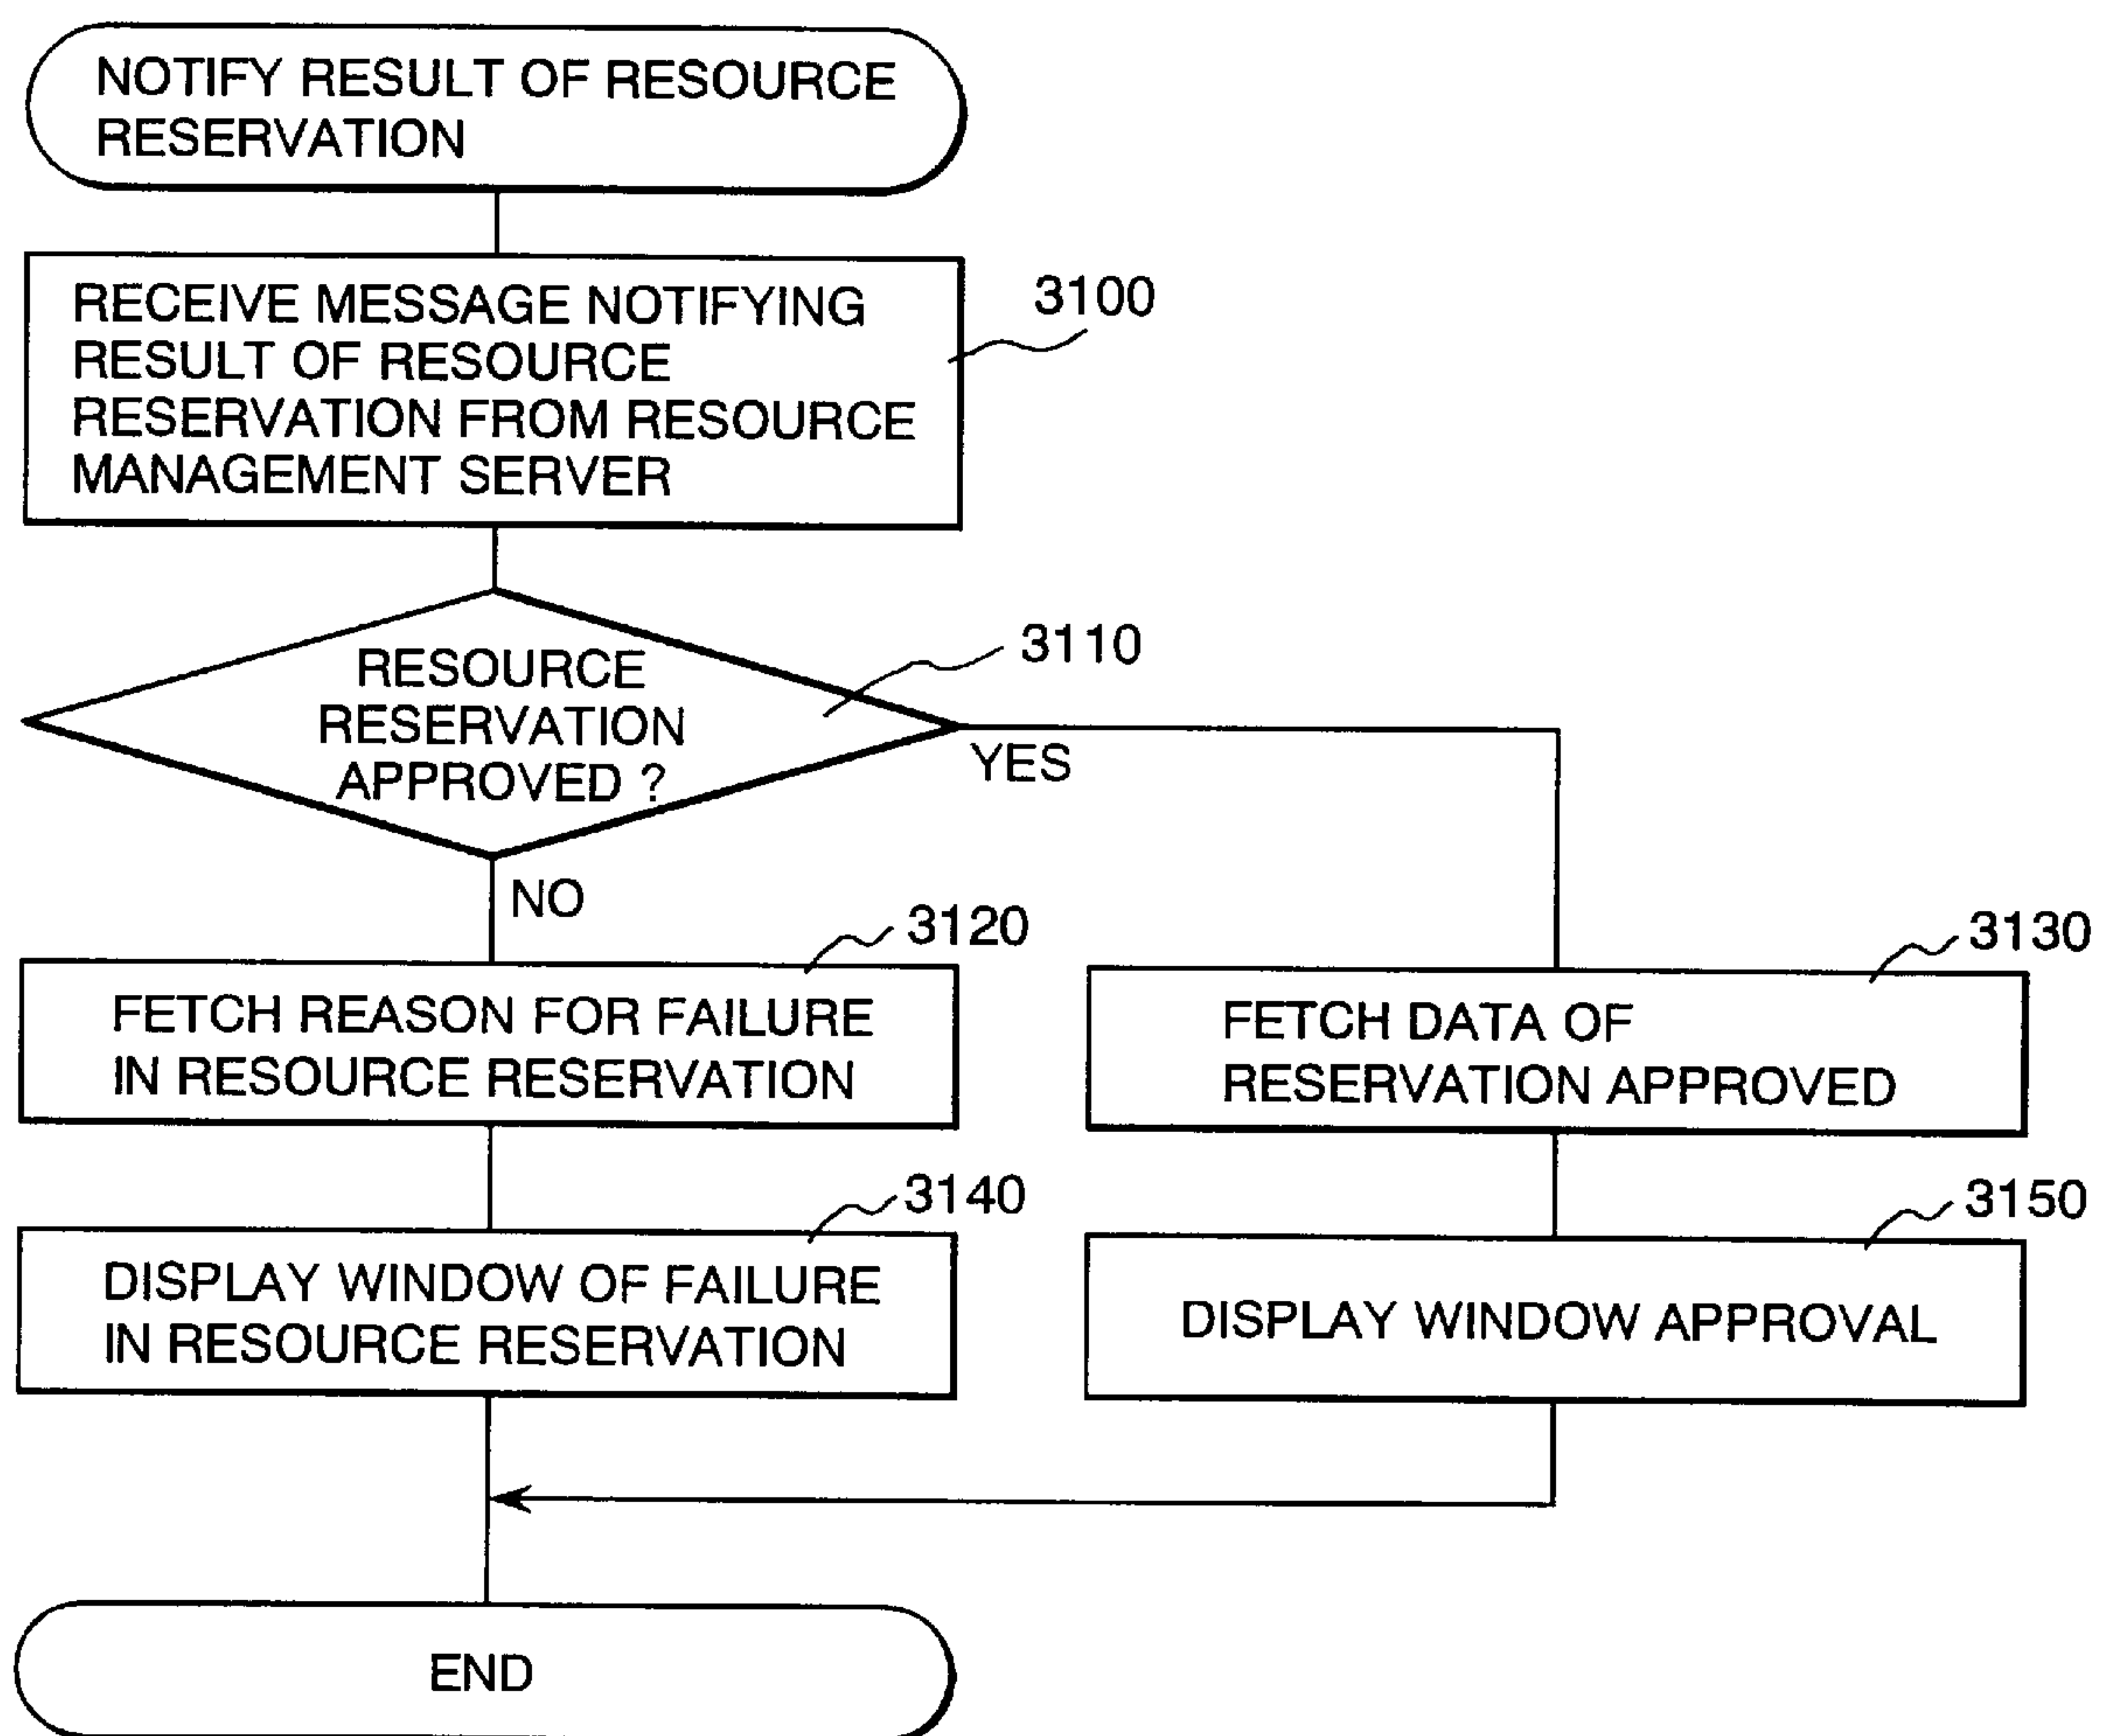 NOTIFY RESULT OF RESOURCE
RESERVATION
RECEIVE MESSAGE NOTIFYING
RESULT OF RESOURCE
RESERVATION FROM RESOURCE
MANAGEMENT SERVER
3100
RESOURCE
RESERVATION
APPROVED ?
3110
YES
NO
3120
FETCH REASON FOR FAILURE
IN RESOURCE RESERVATION
3130
FETCH DATA OF
RESERVATION APPROVED
3140
DISPLAY WINDOW OF FAILURE
IN RESOURCE RESERVATION
3150
DISPLAY WINDOW APPROVAL
END